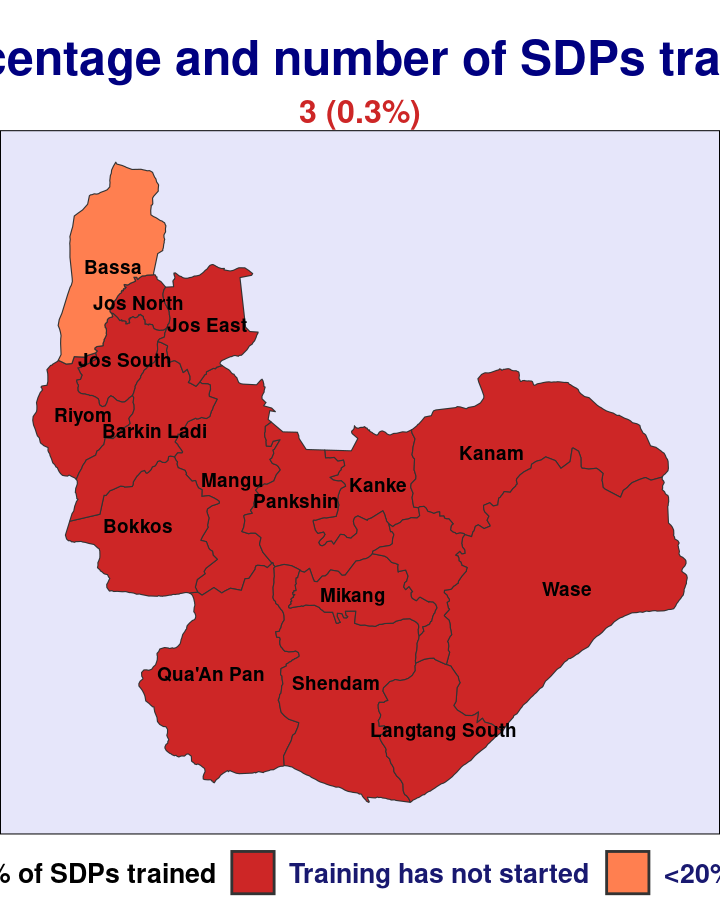 centage and number of SDPs tra
3 (0.3%)
Bassa
Jos North
Jos East
Jos South
Riyom
Barkin Ladi
Kanam
Mangu
Kanke
Pankshin
Bokkos
Wase
Mikang
Qua'An Pan
Shendam
Langtang South
% of SDPs trained Training has not started <20%